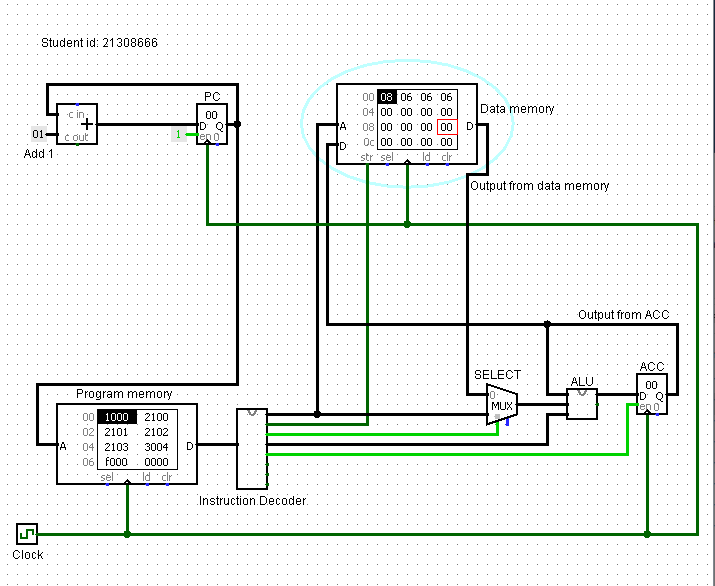 Student id: 21308666
PC
00
D Q
en 0
1
c in
+
c out
01
Add 1
00 08 06 06 06
04 00 00 00 00
08 00 00 00 00
0c 00 00 00 00
A
D
D
str sel ld clr
Data memory
Output from data memory
Output from ACC
SELECT
0
MUX
ALU
ACC
00
D Q
en 0
Program memory
00 1000 2100
02 2101 2102
04 2103 3004
06 f000 0000
A
D
sel ld clr
Instruction Decoder
Clock